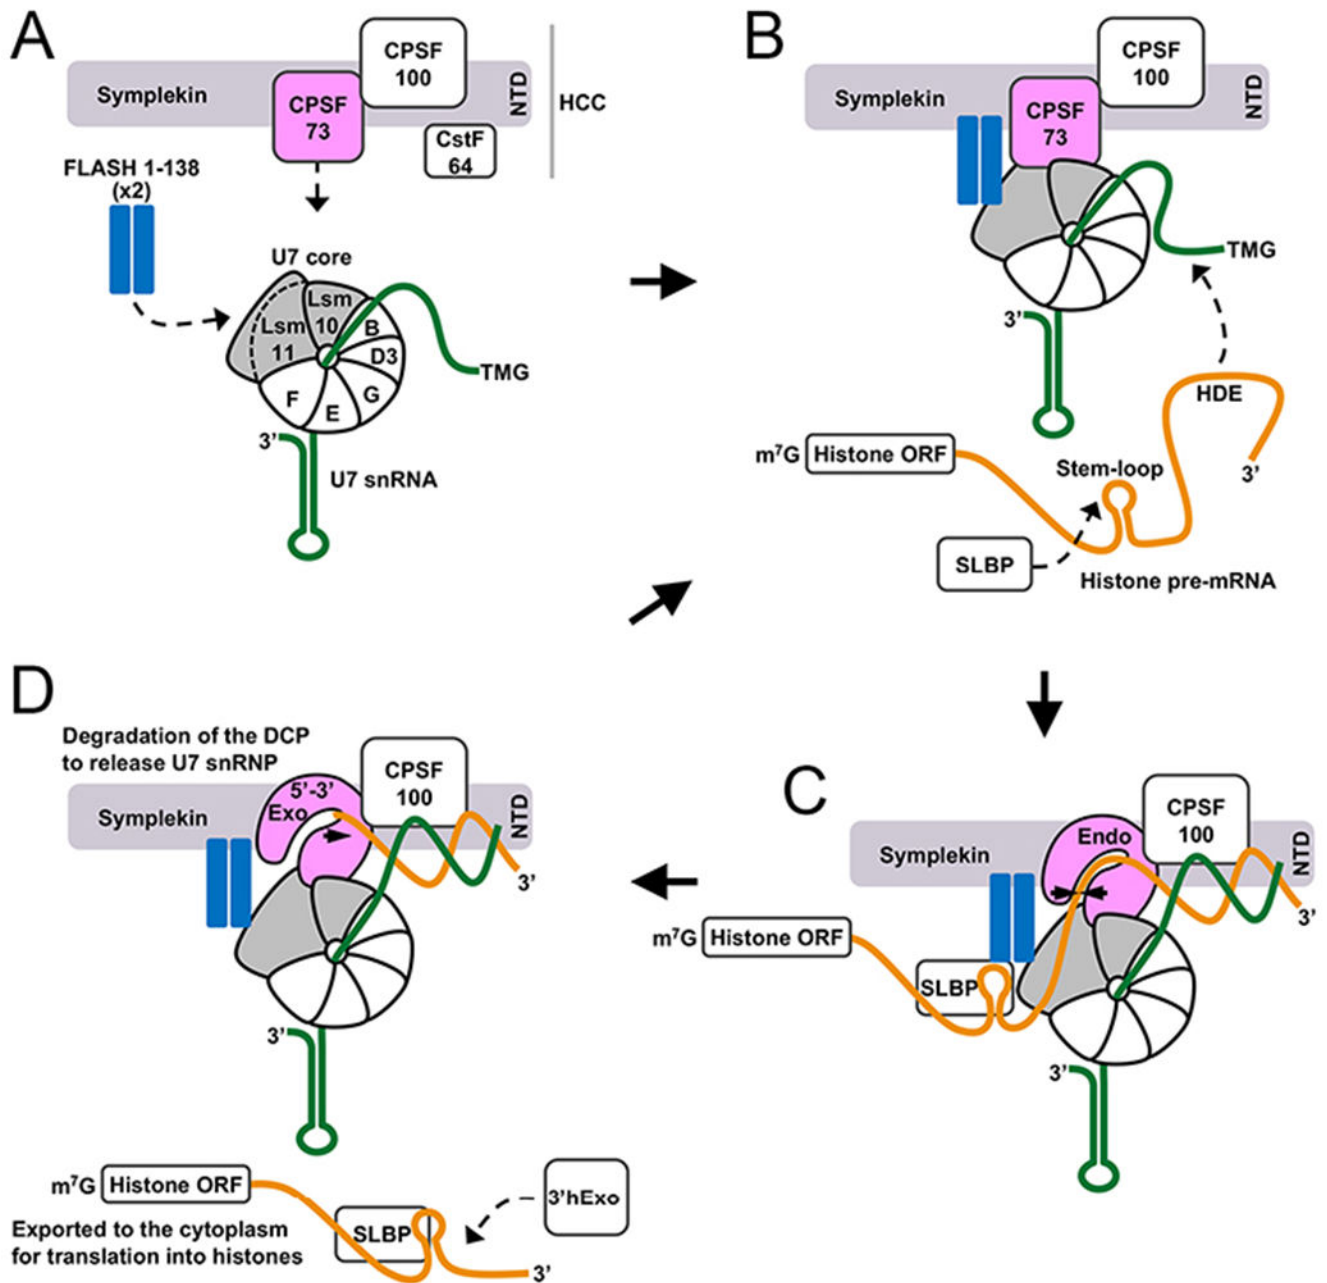 A
CPSF
100
Symplekin
CPSF
73
NTD
HCC
CstF
64
FLASH 1-138
(x2)
U7 core
Lsm
10
Lsm
11
B
D3
G
E
F
TMG
3’
U7 snRNA
B
CPSF
100
Symplekin
CPSF
73
NTD
TMG
3’
HDE
m⁷G Histone ORF
Stem-loop
3’
SLBP
Histone pre-mRNA
C
CPSF
100
Endo
Symplekin
NTD
3’
m⁷G Histone ORF
SLBP
3’
D
Degradation of the DCP
to release U7 snRNP
CPSF
100
5’-3’
Exo
Symplekin
NTD
3’
3’
m⁷G Histone ORF
3’hExo
Exported to the cytoplasm
for translation into histones
SLBP
3’